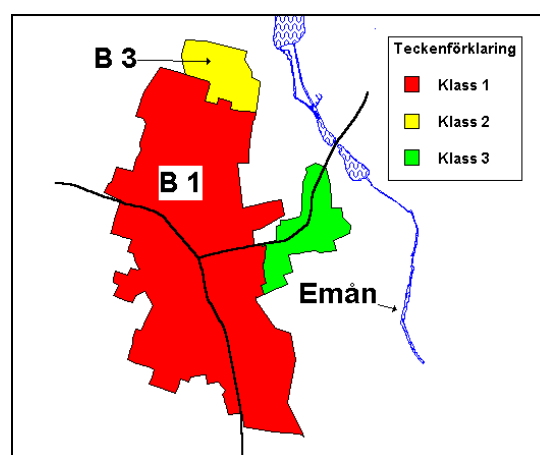 B 3
Teckenförklaring
Klass 1
Klass 2
Klass 3
B 1
Emån